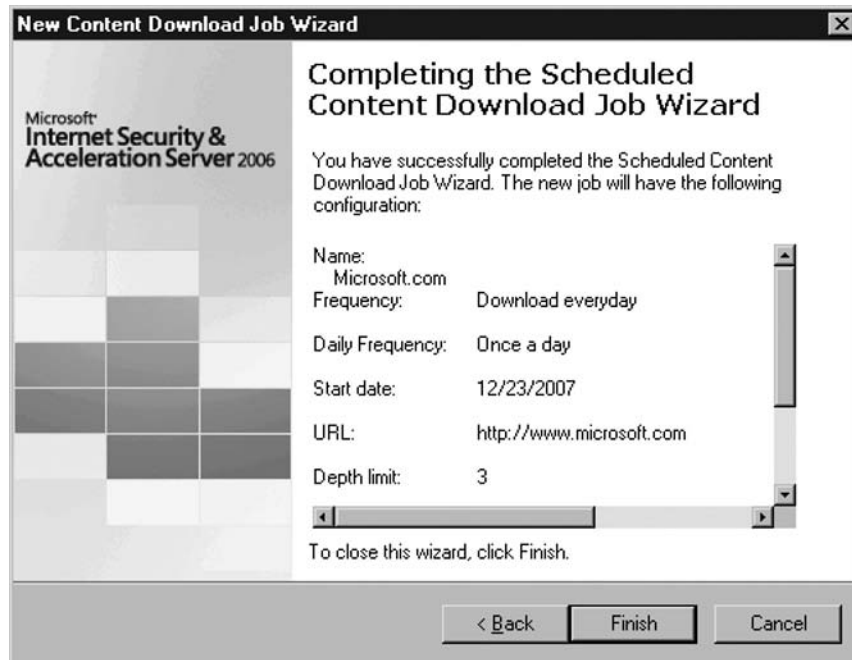 New Content Download Job Wizard
Microsoft
Internet Security &
Acceleration Server 2006
Completing the Scheduled
Content Download Job Wizard
You have successfully completed the Scheduled Content
Download Job Wizard. The new job will have the following
configuration:
Name:
Microsoft.com
Frequency: Download everyday
Daily Frequency: Once a day
Start date: 12/23/2007
URL: http://www.microsoft.com
Depth limit: 3
To close this wizard, click Finish.
< Back Finish Cancel